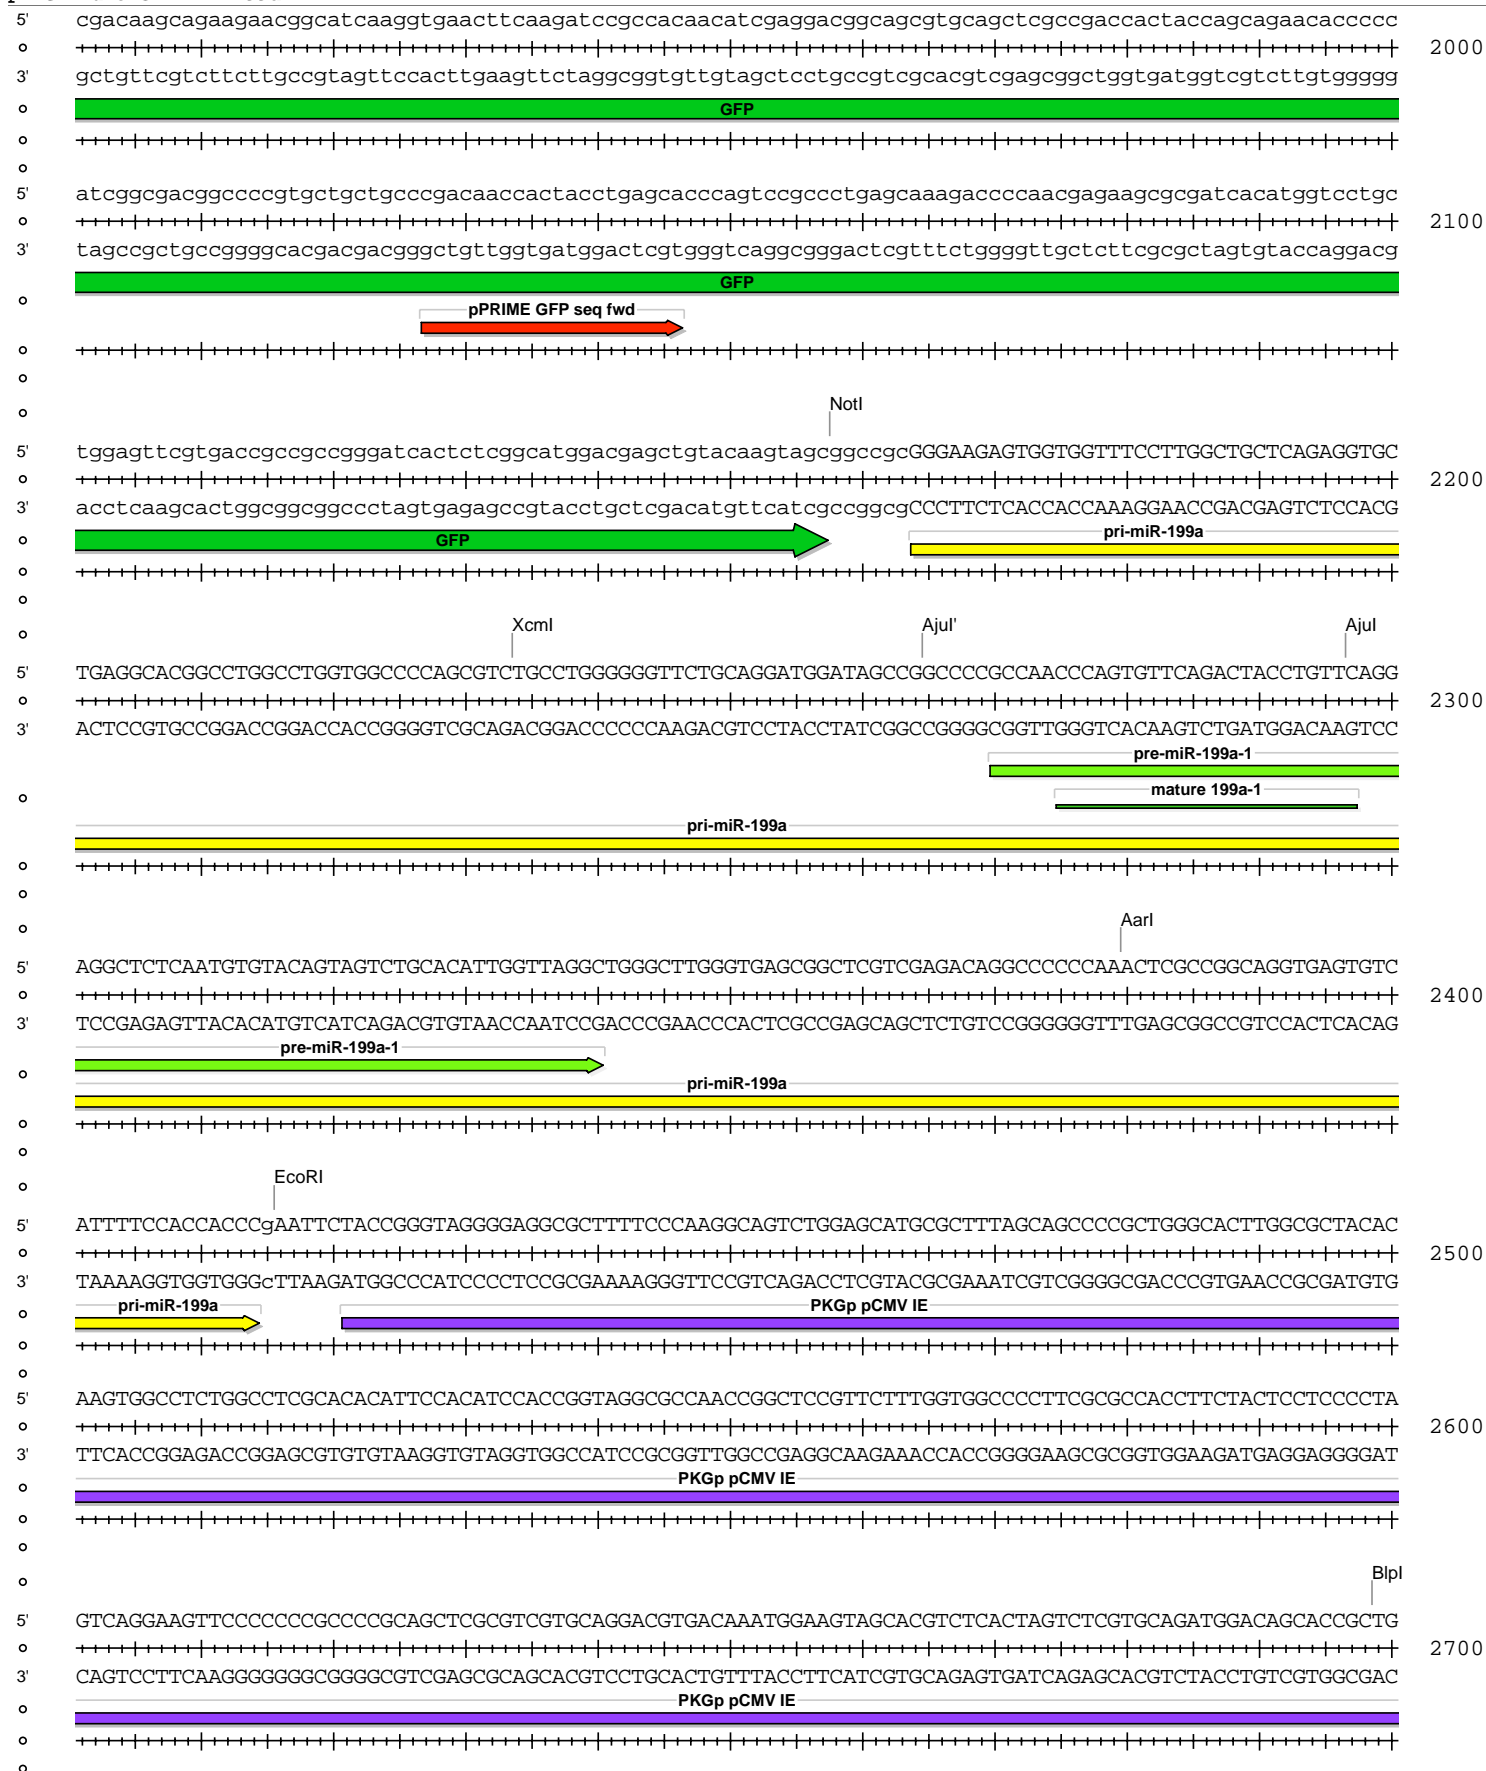 5' cgacaagcagaagaacggcatcaaggtgaacttcaagatccgccacaacatcgaggacggcagcgtgcagctcgccgaccactaccagcagaacaccccc
2000
3' gctgttcgtcttcttgccgtagttccacttgaagttctaggcggtgttgtagctcctgccgtcgcacgtcgagcggctggtgatggtcgtcttgtggggg
GFP
5' atcggcgacggccccgtgctgctgcccgacaaccactacctgagcacccagtccgccctgagcaaagaccccaacgagaagcgcgatcacatggtcctgc
2100
3' tagccgctgccggggcacgacgacgggctgttggtgatggactcgtgggtcaggcgggactcgtttctggggttgctcttcgcgctagtgtaccaggacg
GFP
pPRIME GFP seq fwd
NotI
5' tggagttcgtgaccgccgccgggatcactctcggcatggacgagctgtacaagtagcggccgcGGGAAGAGTGGTGGTTTCCTTGGCTGCTCAGAGGTGC
2200
3' acctcaagcactggcggcggccctagtgagagccgtacctgctcgacatgttcatcgccggcgCCCTTCTCACCACCAAAGGAACCGACGAGTCTCCACG
GFP
pri-miR-199a
XcmI AjuI' AjuI
5' TGAGGCACGGCCTGGCCTGGTGGCCCCAGCGTCTGCCTGGGGGGTTCTGCAGGATGGATAGCCGGCCCCGCCAACCCAGTGTTCAGACTACCTGTTCAGG
2300
3' ACTCCGTGCCGGACCGGACCACCGGGGTCGCAGACGGACCCCCCAAGACGTCCTACCTATCGGCCGGGGCGGTTGGGTCACAAGTCTGATGGACAAGTCC
pre-miR-199a-1
mature 199a-1
pri-miR-199a
AarI
5' AGGCTCTCAATGTGTACAGTAGTCTGCACATTGGTTAGGCTGGGCTTGGGTGAGCGGCTCGTCGAGACAGGCCCCCCAAACTCGCCGGCAGGTGAGTGTC
2400
3' TCCGAGAGTTACACATGTCATCAGACGTGTAACCAATCCGACCCGAACCCACTCGCCGAGCAGCTCTGTCCGGGGGGTTTGAGCGGCCGTCCACTCACAG
pre-miR-199a-1
pri-miR-199a
EcoRI
5' ATTTTCCACCACCCgAATTCTACCGGGTAGGGGAGGCGCTTTTCCCAAGGCAGTCTGGAGCATGCGCTTTAGCAGCCCCGCTGGGCACTTGGCGCTACAC
2500
3' TAAAAGGTGGTGGGcTTAAGATGGCCCATCCCCTCCGCGAAAAGGGTTCCGTCAGACCTCGTACGCGAAATCGTCGGGGCGACCCGTGAACCGCGATGTG
pri-miR-199a
PKGp pCMV IE
5' AAGTGGCCTCTGGCCTCGCACACATTCCACATCCACCGGTAGGCGCCAACCGGCTCCGTTCTTTGGTGGCCCCTTCGCGCCACCTTCTACTCCTCCCCTA
2600
3' TTCACCGGAGACCGGAGCGTGTGTAAGGTGTAGGTGGCCATCCGCGGTTGGCCGAGGCAAGAAACCACCGGGGAAGCGCGGTGGAAGATGAGGAGGGGAT
PKGp pCMV IE
BlpI
5' GTCAGGAAGTTCCCCCCCGCCCCGCAGCTCGCGTCGTGCAGGACGTGACAAATGGAAGTAGCACGTCTCACTAGTCTCGTGCAGATGGACAGCACCGCTG
2700
3' CAGTCCTTCAAGGGGGGGCGGGGCGTCGAGCGCAGCACGTCCTGCACTGTTTACCTTCATCGTGCAGAGTGATCAGAGCACGTCTACCTGTCGTGGCGAC
PKGp pCMV IE